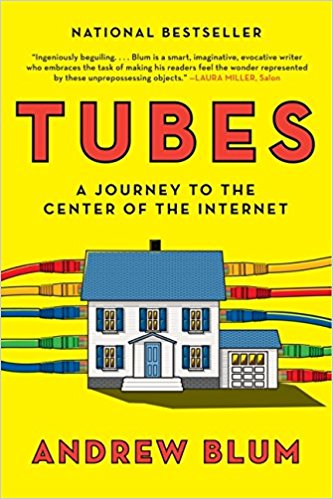 NATIONAL BESTSELLER
“Ingeniously beguiling. . . . Blum is a smart, imaginative, evocative writer
who embraces the task of making his readers feel the wonder represented
by these unprepossessing objects.” —LAURA MILLER, Salon
TUBES
A JOURNEY TO THE
CENTER OF THE INTERNET
ANDREW BLUM